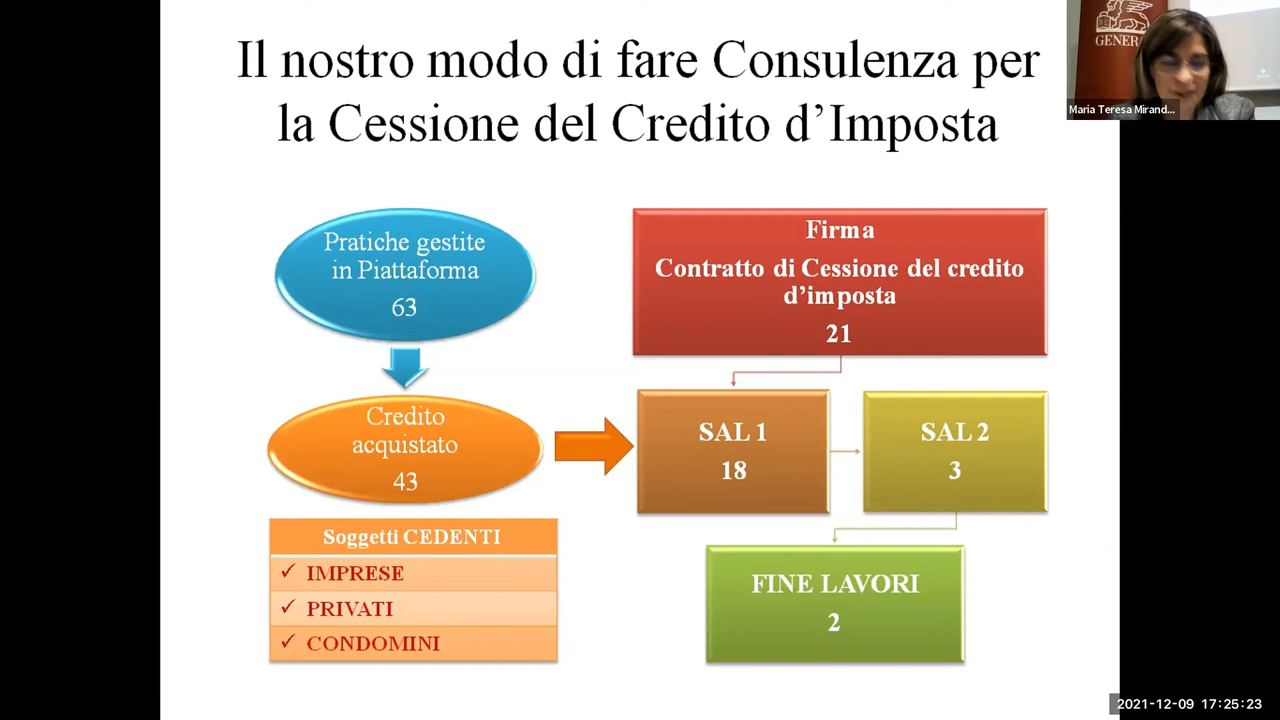 Il nostro modo di fare Consulenza per
la Cessione del Credito d’Imposta
GENERA
Maria Teresa Mirand...
Pratiche gestite
in Piattaforma
63
Firma
Contratto di Cessione del credito
d’imposta
21
Credito
acquistato
43
SAL 1
18
SAL 2
3
Soggetti CEDENTI
✓ IMPRESE
✓ PRIVATI
✓ CONDOMINI
FINE LAVORI
2
2021-12-09 17:25:23